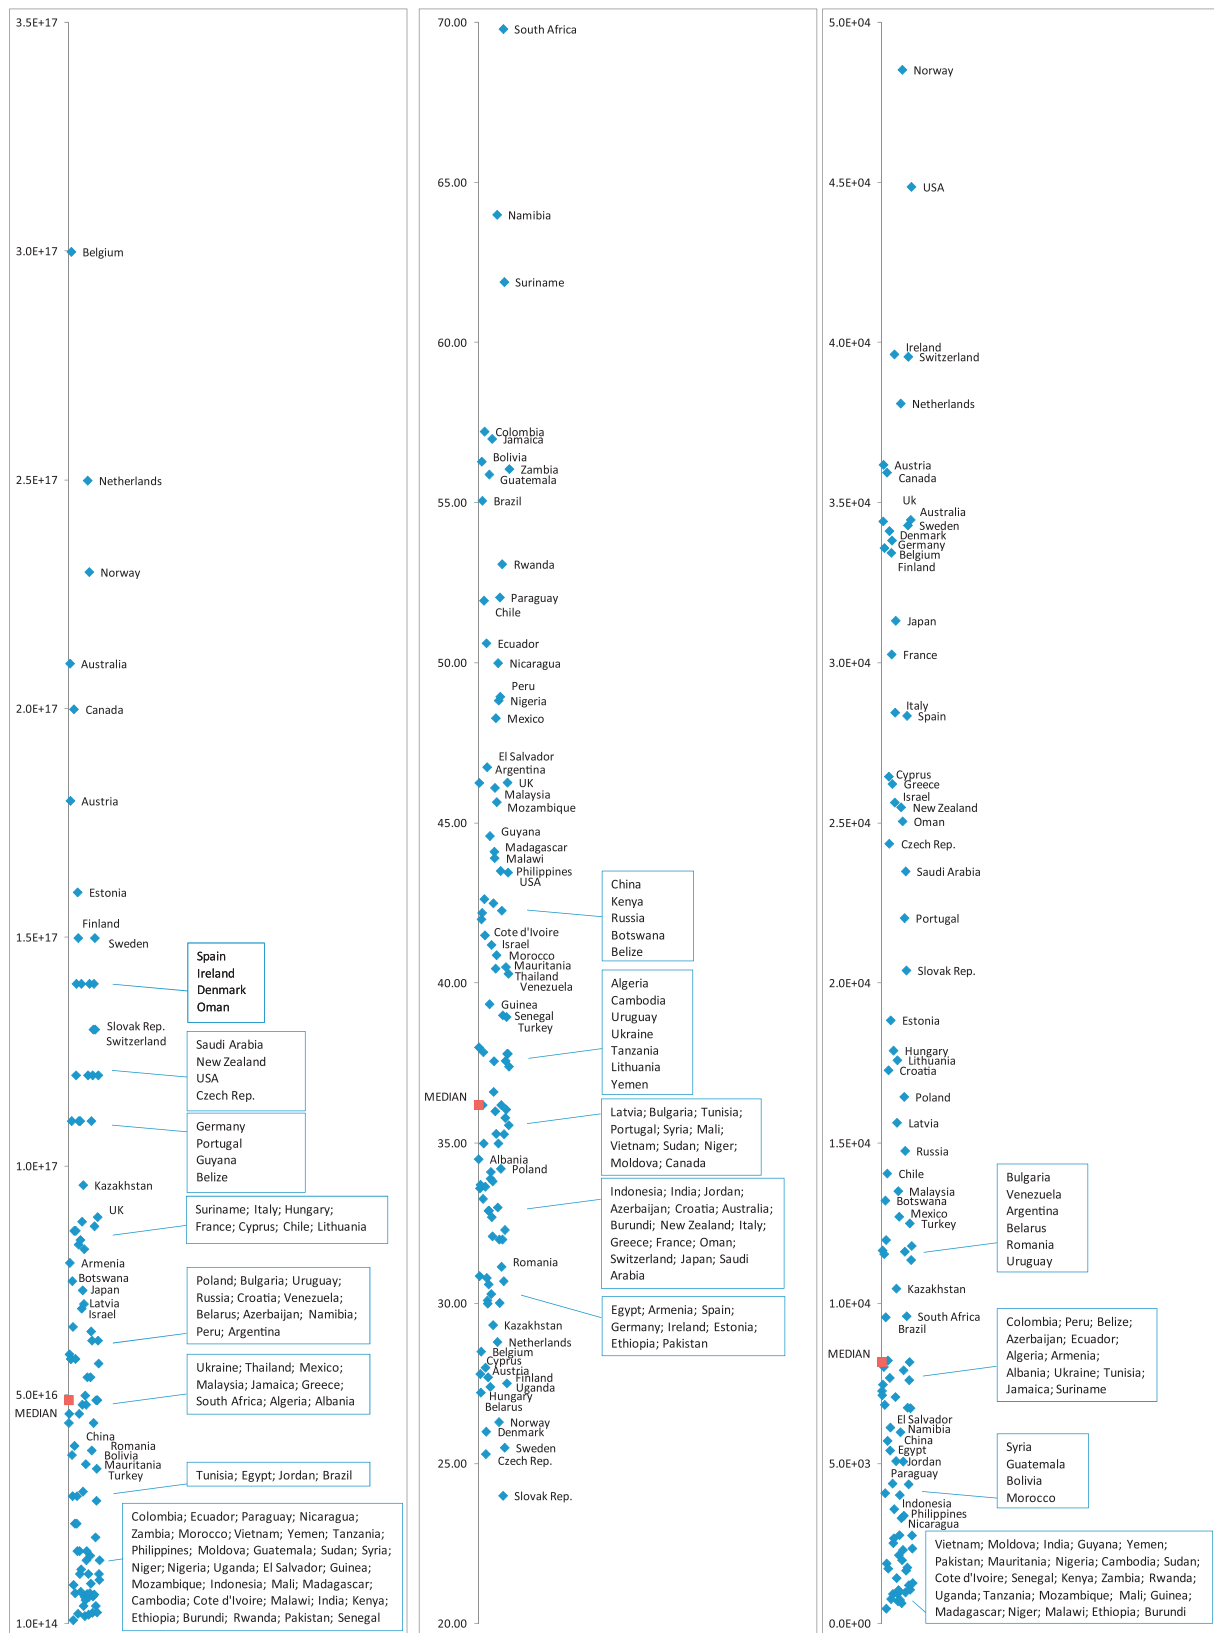 3.5E+17
3.0E+17
Belgium
2.5E+17
Netherlands
Norway
Australia
2.0E+17
Canada
Austria
Estonia
Finland
1.5E+17
Sweden
Spain
Ireland
Denmark
Oman
Slovak Rep.
Switzerland
Saudi Arabia
New Zealand
USA
Czech Rep.
Germany
Portugal
Guyana
Belize
1.0E+17
Kazakhstan
UK
Suriname; Italy; Hungary;
France; Cyprus; Chile; Lithuania
Armenia
Botswana
Japan
Latvia
Israel
Poland; Bulgaria; Uruguay;
Russia; Croatia; Venezuela;
Belarus; Azerbaijan; Namibia;
Peru; Argentina
Ukraine; Thailand; Mexico;
Malaysia; Jamaica; Greece;
South Africa; Algeria; Albania
5.0E+16
MEDIAN
China
Romania
Bolivia
Mauritania
Turkey
Tunisia; Egypt; Jordan; Brazil
Colombia; Ecuador; Paraguay; Nicaragua;
Zambia; Morocco; Vietnam; Yemen; Tanzania;
Philippines; Moldova; Guatemala; Sudan; Syria;
Niger; Nigeria; Uganda; El Salvador; Guinea;
Mozambique; Indonesia; Mali; Madagascar;
Cambodia; Cote d'Ivoire; Malawi; India; Kenya;
Ethiopia; Burundi; Rwanda; Pakistan; Senegal
1.0E+14
70.00
South Africa
65.00
Namibia
Suriname
60.00
Colombia
Jamaica
Bolivia
Zambia
Guatemala
55.00
Brazil
Rwanda
Paraguay
Chile
Ecuador
50.00
Nicaragua
Peru
Nigeria
Mexico
El Salvador
Argentina
UK
Malaysia
Mozambique
45.00
Guyana
Madagascar
Malawi
Philippines
USA
China
Kenya
Russia
Botswana
Belize
Cote d'Ivoire
Israel
Morocco
Mauritania
Thailand
Venezuela
40.00
Guinea
Senegal
Turkey
Algeria
Cambodia
Uruguay
Ukraine
Tanzania
Lithuania
Yemen
MEDIAN
Latvia; Bulgaria; Tunisia;
Portugal; Syria; Mali;
Vietnam; Sudan; Niger;
Moldova; Canada
35.00
Albania
Poland
Indonesia; India; Jordan;
Azerbaijan; Croatia; Australia;
Burundi; New Zealand; Italy;
Greece; France; Oman;
Switzerland; Japan; Saudi
Arabia
Romania
30.00
Egypt; Armenia; Spain;
Germany; Ireland; Estonia;
Ethiopia; Pakistan
Kazakhstan
Netherlands
Belgium
Cyprus
Austria
Finland
Uganda
Hungary
Belarus
Norway
Denmark
Sweden
Czech Rep.
25.00
Slovak Rep.
20.00
5.0E+04
Norway
4.5E+04
USA
4.0E+04
Ireland
Switzerland
Netherlands
Austria
Canada
3.5E+04
Uk
Australia
Sweden
Denmark
Germany
Belgium
Finland
Japan
3.0E+04
France
Italy
Spain
Cyprus
Greece
Israel
New Zealand
2.5E+04
Oman
Czech Rep.
Saudi Arabia
Portugal
Slovak Rep.
2.0E+04
Estonia
Hungary
Lithuania
Croatia
Poland
Latvia
1.5E+04
Russia
Chile
Malaysia
Botswana
Mexico
Turkey
Bulgaria
Venezuela
Argentina
Belarus
Romania
Uruguay
Kazakhstan
1.0E+04
South Africa
Brazil
Colombia; Peru; Belize;
Azerbaijan; Ecuador;
Algeria; Armenia;
Albania; Ukraine; Tunisia;
Jamaica; Suriname
MEDIAN
El Salvador
Namibia
China
Egypt
Jordan
Paraguay
5.0E+03
Syria
Guatemala
Bolivia
Morocco
Indonesia
Philippines
Nicaragua
Vietnam; Moldova; India; Guyana; Yemen;
Pakistan; Mauritania; Nigeria; Cambodia; Sudan;
Cote d'Ivoire; Senegal; Kenya; Zambia; Rwanda;
Uganda; Tanzania; Mozambique; Mali; Guinea;
Madagascar; Niger; Malawi; Ethiopia; Burundi
0.0E+00